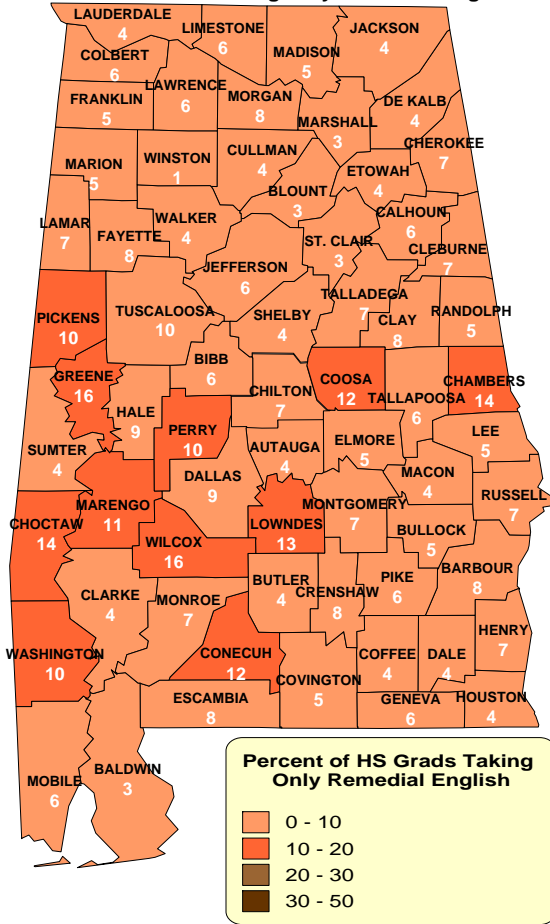 LAUDERDALE
4
LIMESTONE
6
MADISON
5
JACKSON
4
COLBERT
6
LAWRENCE
6
FRANKLIN
5
MORGAN
8
MARSHALL
3
DE KALB
4
CHEROKEE
7
MARION
5
WINSTON
1
CULLMAN
4
BLOUNT
3
ETOWAH
4
LAMAR
7
FAYETTE
8
WALKER
4
JEFFERSON
6
ST. CLAIR
3
CALHOUN
6
CLEBURNE
7
PICKENS
10
TUSCALOOSA
10
SHELBY
4
TALLADEGA
7
CLAY
8
RANDOLPH
5
GREENE
16
BIBB
6
HALE
9
PERRY
10
CHILTON
7
COOSA
12
TALLAPOOSA
6
CHAMBERS
14
SUMTER
4
DALLAS
9
AUTAUGA
4
ELMORE
5
LEE
5
MACON
4
RUSSELL
7
CHOCTAW
14
MARENGO
11
WILCOX
16
LOWNDES
13
MONTGOMERY
7
BULLOCK
5
BARBOUR
8
CLARKE
4
MONROE
7
BUTLER
4
CRENSHAW
8
PIKE
6
HENRY
7
WASHINGTON
10
CONECUH
12
COVINGTON
5
COFFEE
4
DALE
4
ESCAMBIA
8
GENEVA
6
HOUSTON
4
MOBILE
6
BALDWIN
3
Percent of HS Grads Taking
Only Remedial English
0 - 10
10 - 20
20 - 30
30 - 50